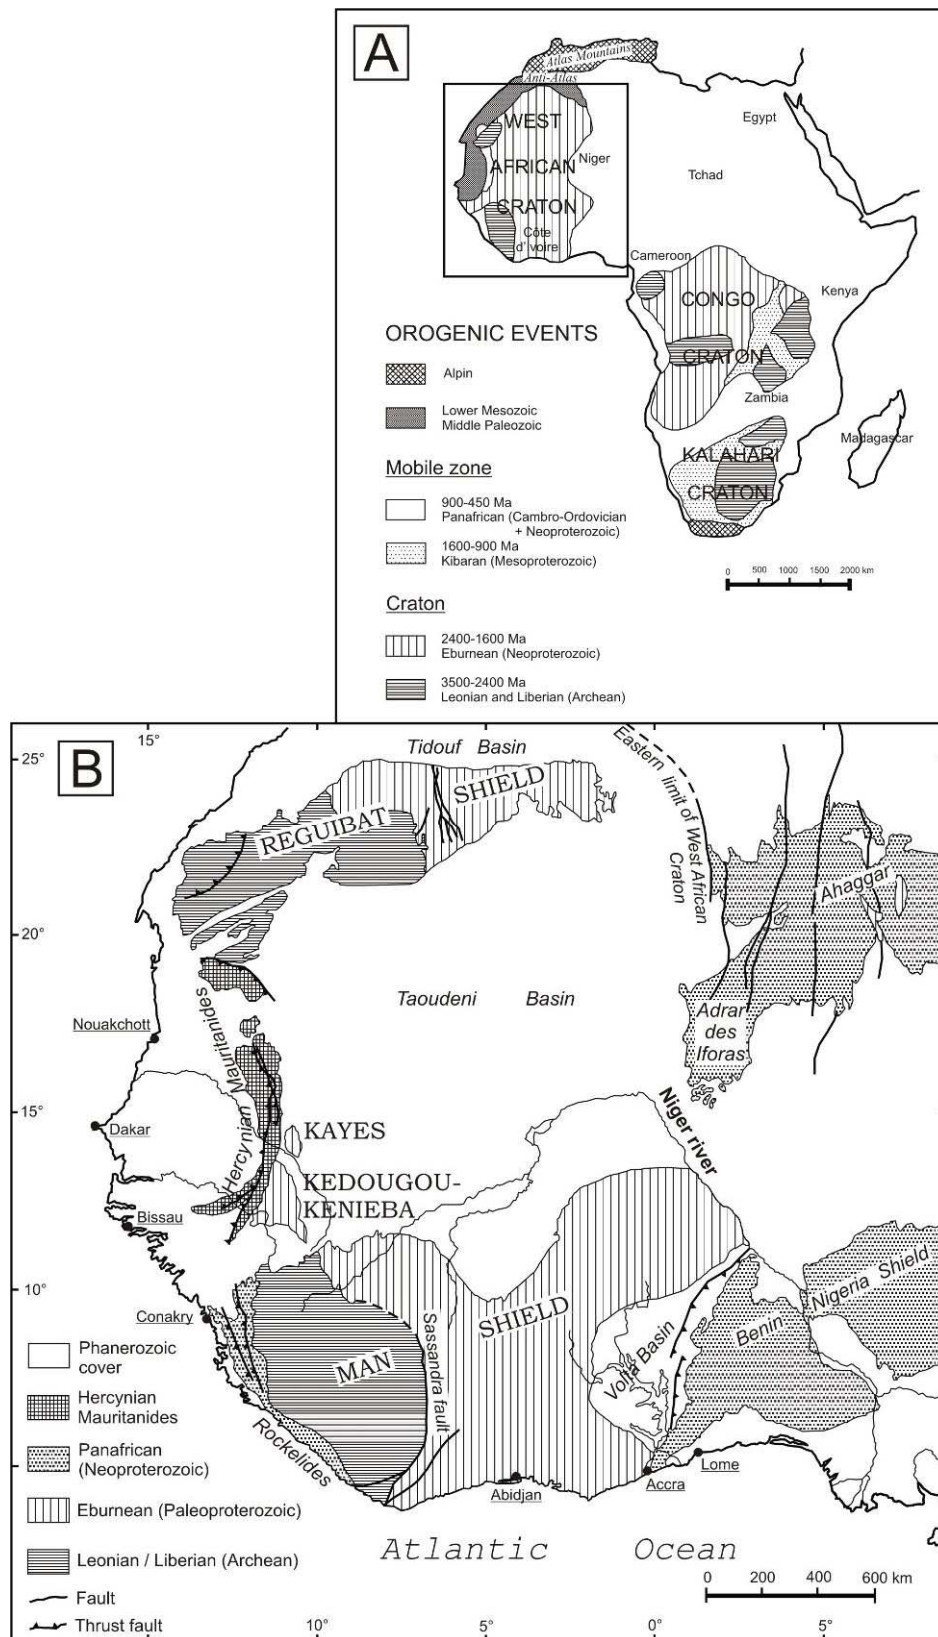 A
Atlas Mountains
Anti-Atlas
WEST
AFRICAN
CRATON
Niger
Côte
d' voire
Egypt
Tchad
Cameroon
CONGO
Kenya
CRATON
Zambia
Madagascar
KALAHARI
CRATON
OROGENIC EVENTS
Alpin
Lower Mesozoic
Middle Paleozoic
Mobile zone
900-450 Ma
Panafrican (Cambro-Ordovician
+ Neoproterozoic)
1600-900 Ma
Kibaran (Mesoproterozoic)
Craton
2400-1600 Ma
Eburnean (Neoproterozoic)
3500-2400 Ma
Leonian and Liberian (Archean)
0 500 1000 1500 2000 km
B
15°
25°
Tidouf Basin
REGUIBAT
SHIELD
Eastern limit of West African
Craton
Ahaggar
20°
Taoudeni Basin
Adrar
des
Iforas
Nouakchott
Hercynian Mauritanides
15°
Dakar
KAYES
Niger river
KEDOUGOU-
KENIEBA
Bissau
10°
Conakry
MAN
SHIELD
Sassandra fault
Volta Basin
Benin
Nigeria Shield
Rockelides
Abidjan
Accra
Lome
Atlantic Ocean
Phanerozoic
cover
Hercynian
Mauritanides
Panafrican
(Neoproterozoic)
Eburnean (Paleoproterozoic)
Leonian / Liberian (Archean)
Fault
Thrust fault
0 200 400 600 km
10° 5° 0° 5°